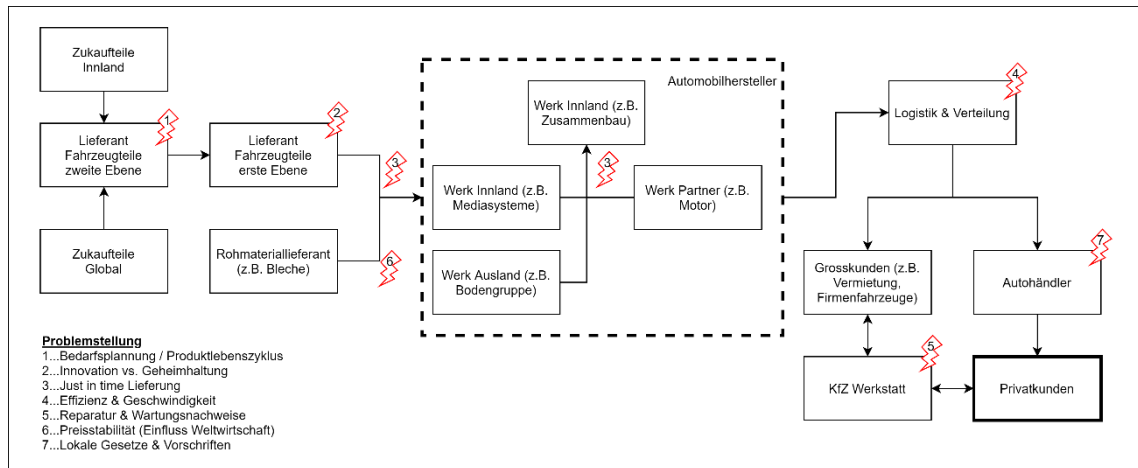 Zukaufteile
Innland
1
Lieferant
Fahrzeugteile
zweite Ebene
2
Lieferant
Fahrzeugteile
erste Ebene
Zukaufteile
Global
Rohmateriallieferant
(z.B. Bleche)
3
6
Automobilhersteller
Werk Innland (z.B.
Zusammenbau)
3
Werk Innland (z.B.
Mediasysteme)
Werk Partner (z.B.
Motor)
Werk Ausland (z.B.
Bodengruppe)
4
Logistik & Verteilung
Grosskunden (z.B.
Vermietung,
Firmenfahrzeuge)
7
Autohändler
5
KfZ Werkstatt
Privatkunden
Problemstellung
1...Bedarfsplannung / Produktlebenszyklus
2...Innovation vs. Geheimhaltung
3...Just in time Lieferung
4...Effizienz & Geschwindigkeit
5...Reparatur & Wartungsnachweise
6...Preisstabilität (Einfluss Weltwirtschaft)
7...Lokale Gesetze & Vorschriften